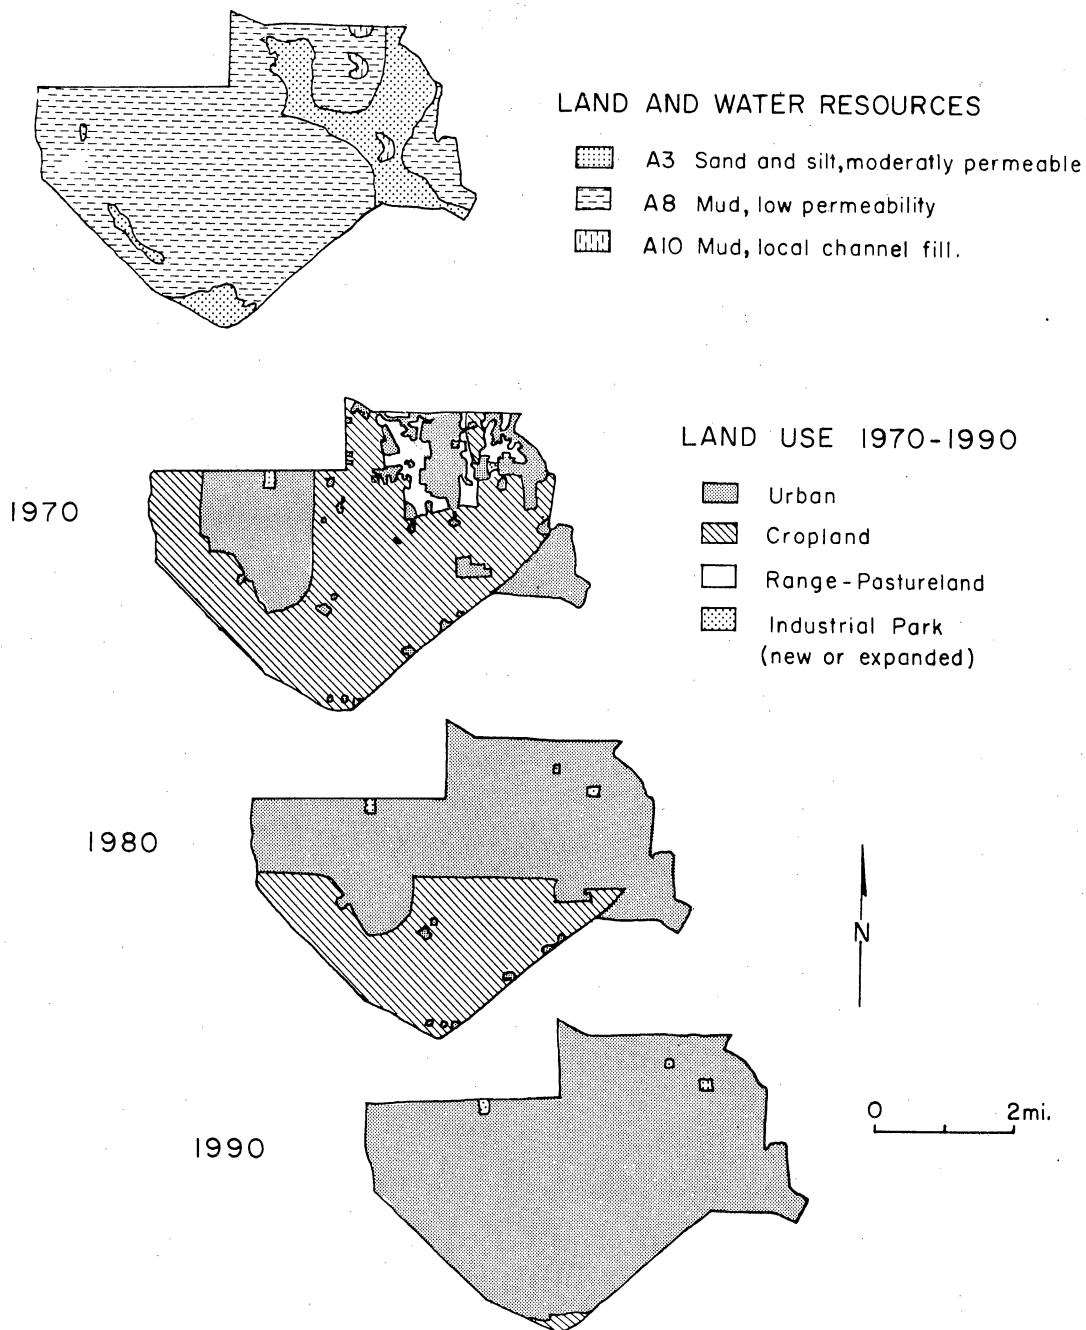 LAND AND WATER RESOURCES
A3 Sand and silt, moderatly permeable
A8 Mud, low permeability
A10 Mud, local channel fill.
LAND USE 1970-1990
1970
Urban
Cropland
Range-Pastureland
Industrial Park
(new or expanded)
1980
N
0 2mi.
1990